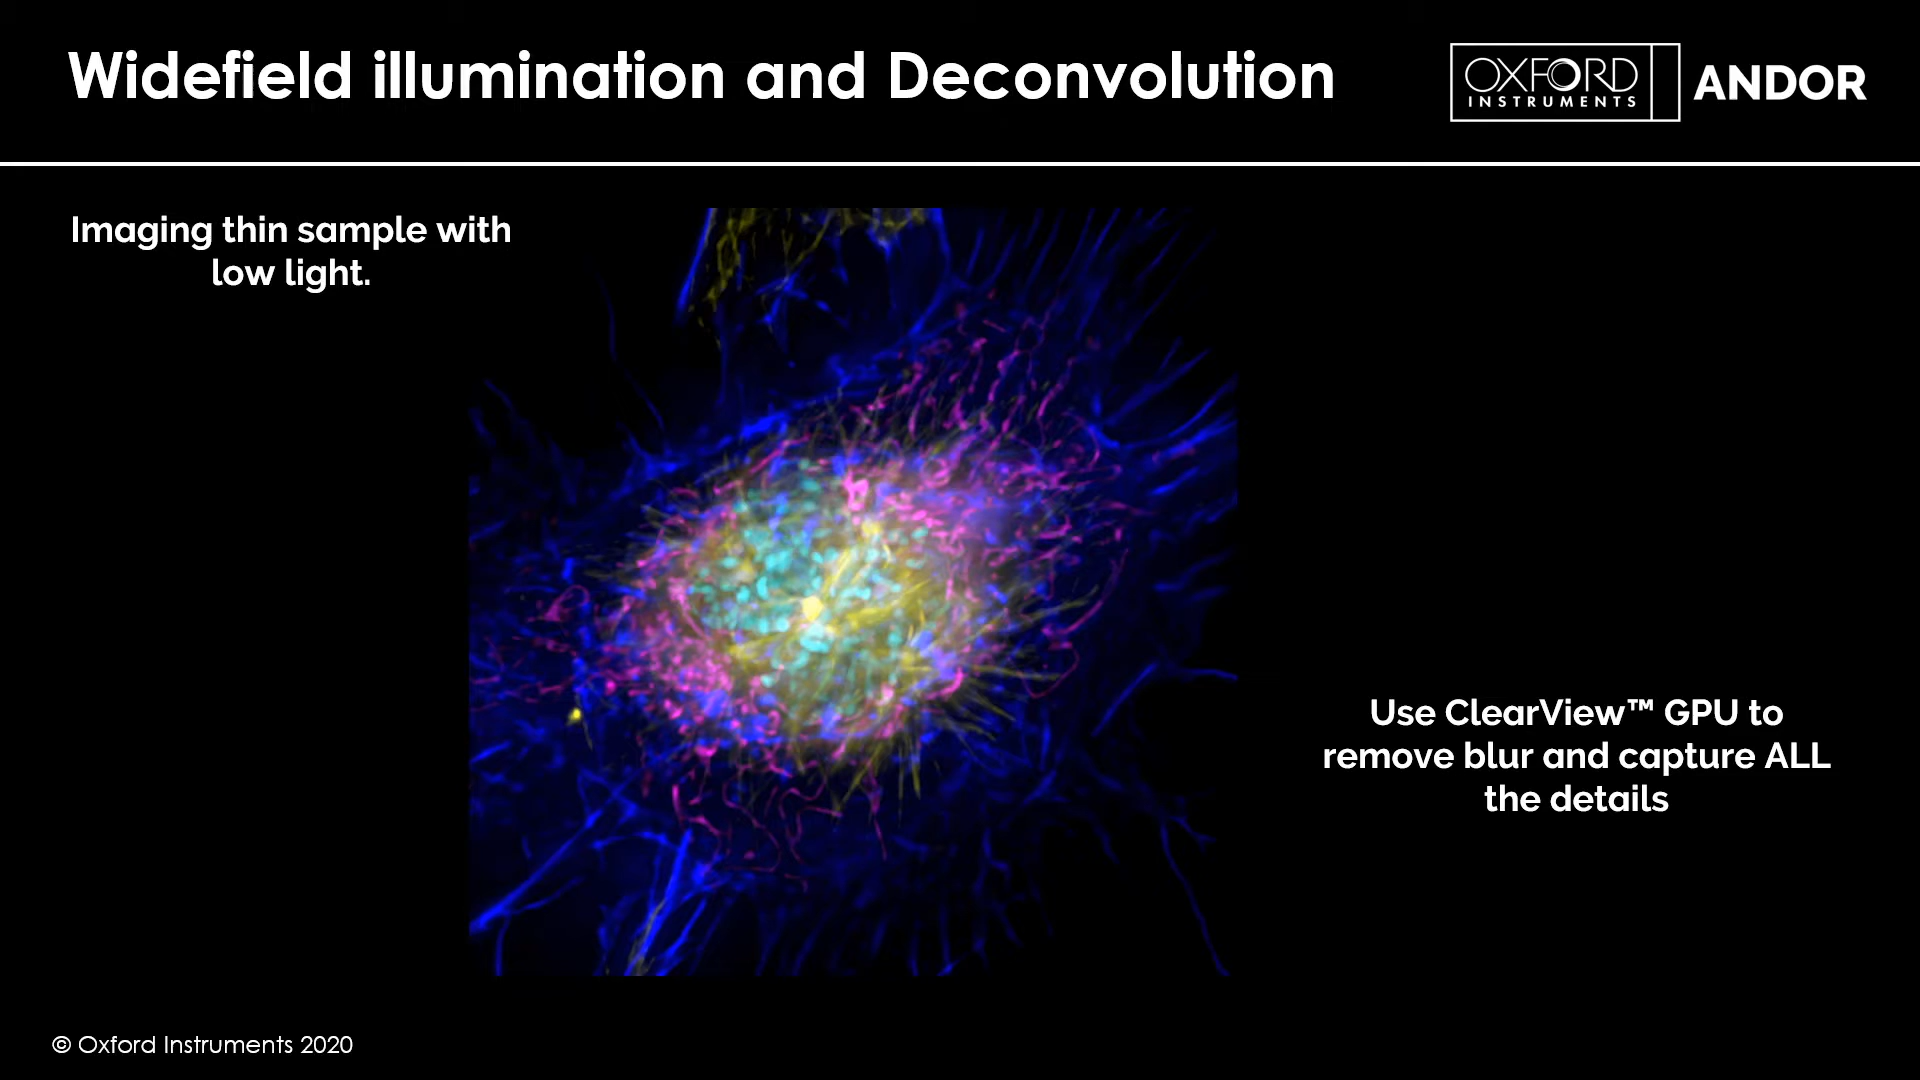 Widefield illumination and Deconvolution
OXFORD
INSTRUMENTS
ANDOR
Imaging thin sample with
low light.
Use ClearView™ GPU to
remove blur and capture ALL
the details
© Oxford Instruments 2020